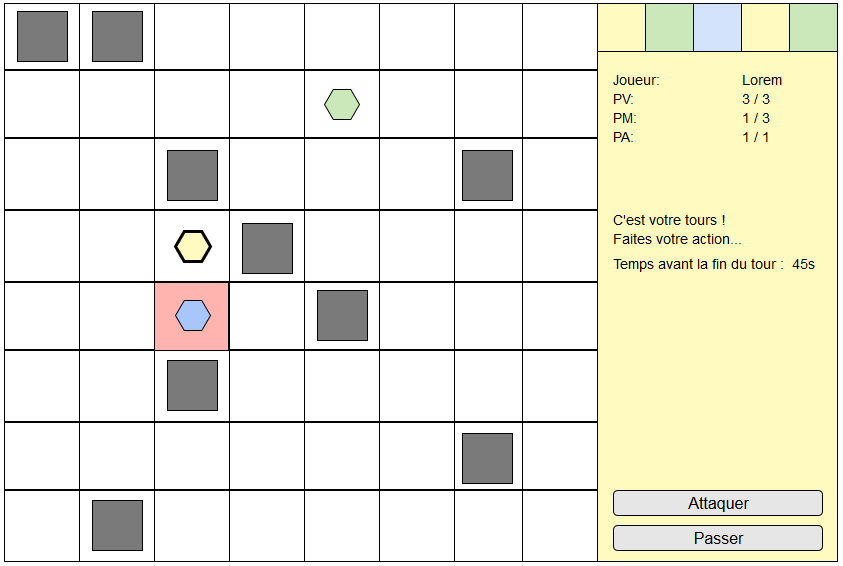 Joueur: Lorem
PV: 3 / 3
PM: 1 / 3
PA: 1 / 1
C'est votre tours !
Faites votre action...
Temps avant la fin du tour : 45s
Attaquer
Passer